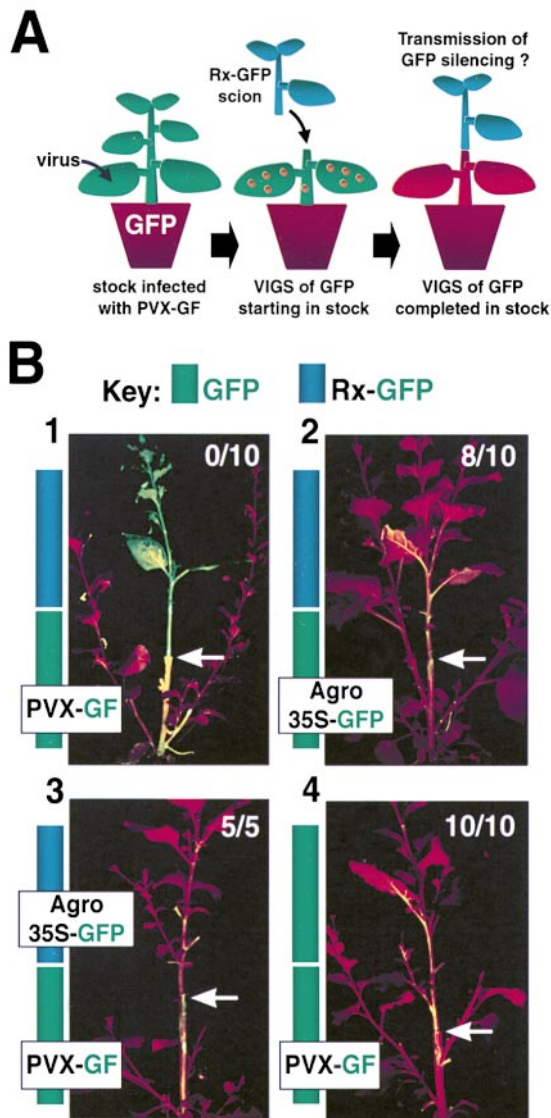 A
Rx-GFP
scion
Transmission of
GFP silencing ?
virus
GFP
stock infected
with PVX-GF
VIGS of GFP
starting in stock
VIGS of GFP
completed in stock
B
Key: GFP Rx-GFP
1
0/10
PVX-GF
2
8/10
Agro
35S-GFP
3
5/5
Agro
35S-GFP
PVX-GF
4
10/10
PVX-GF